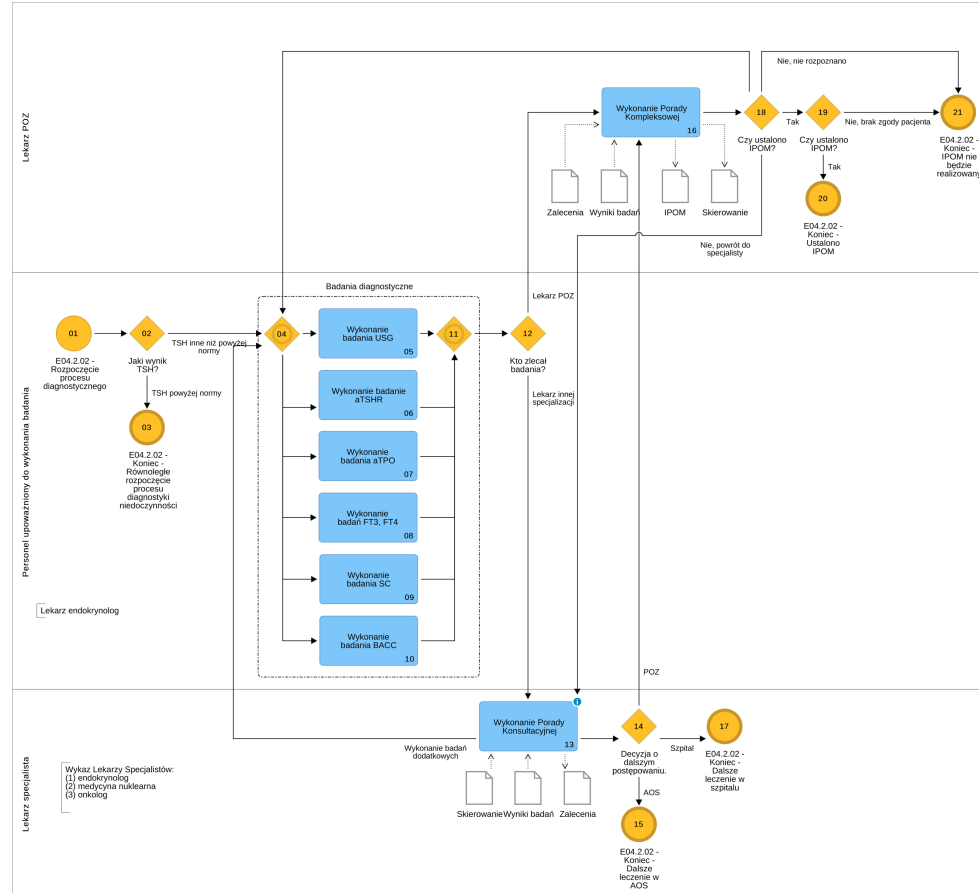 Lekarz POZ
Nie, nie rozpoznano
Wykonanie Porady
Kompleksowej
16
18
Czy ustalono
IPOM?
Tak
19
Czy ustalono
IPOM?
Nie, brak zgody pacjenta
21
E04.2.02 -
Koniec -
IPOM nie
będzie
realizowany
Tak
20
E04.2.02 -
Koniec -
Ustalono
IPOM
Zalecenia
Wyniki badań
IPOM
Skierowanie
Nie, powrót do
specjalisty
Personel upoważniony do wykonania badania
Badania diagnostyczne
Lekarz POZ
01
E04.2.02 -
Rozpoczęcie
procesu
diagnostycznego
02
Jaki wynik
TSH?
TSH inne niż powyżej
normy
TSH powyżej normy
03
E04.2.02 -
Koniec -
Równoległe
rozpoczęcie
procesu
diagnostyki
niedoczynności
04
Wykonanie
badania USG
05
11
12
Kto zlecał
badania?
Lekarz innej
specjalizacji
Wykonanie badanie
aTSHR
06
Wykonanie
badania aTPO
07
Wykonanie
badań FT3, FT4
08
Wykonanie
badania SC
09
Wykonanie
badania BACC
10
Lekarz endokrynolog
POZ
Lekarz specjalista
Wykaz Lekarzy Specjalistów:
(1) endokrynolog
(2) medycyna nuklearna
(3) onkolog
Wykonanie badań
dodatkowych
i
Wykonanie Porady
Konsultacyjnej
13
14
Decyzja o
dalszym
postępowaniu.
Szpital
17
E04.2.02 -
Koniec -
Dalsze
leczenie w
szpitalu
Skierowanie
Wyniki badań
Zalecenia
AOS
15
E04.2.02 -
Koniec -
Dalsze
leczenie w
AOS